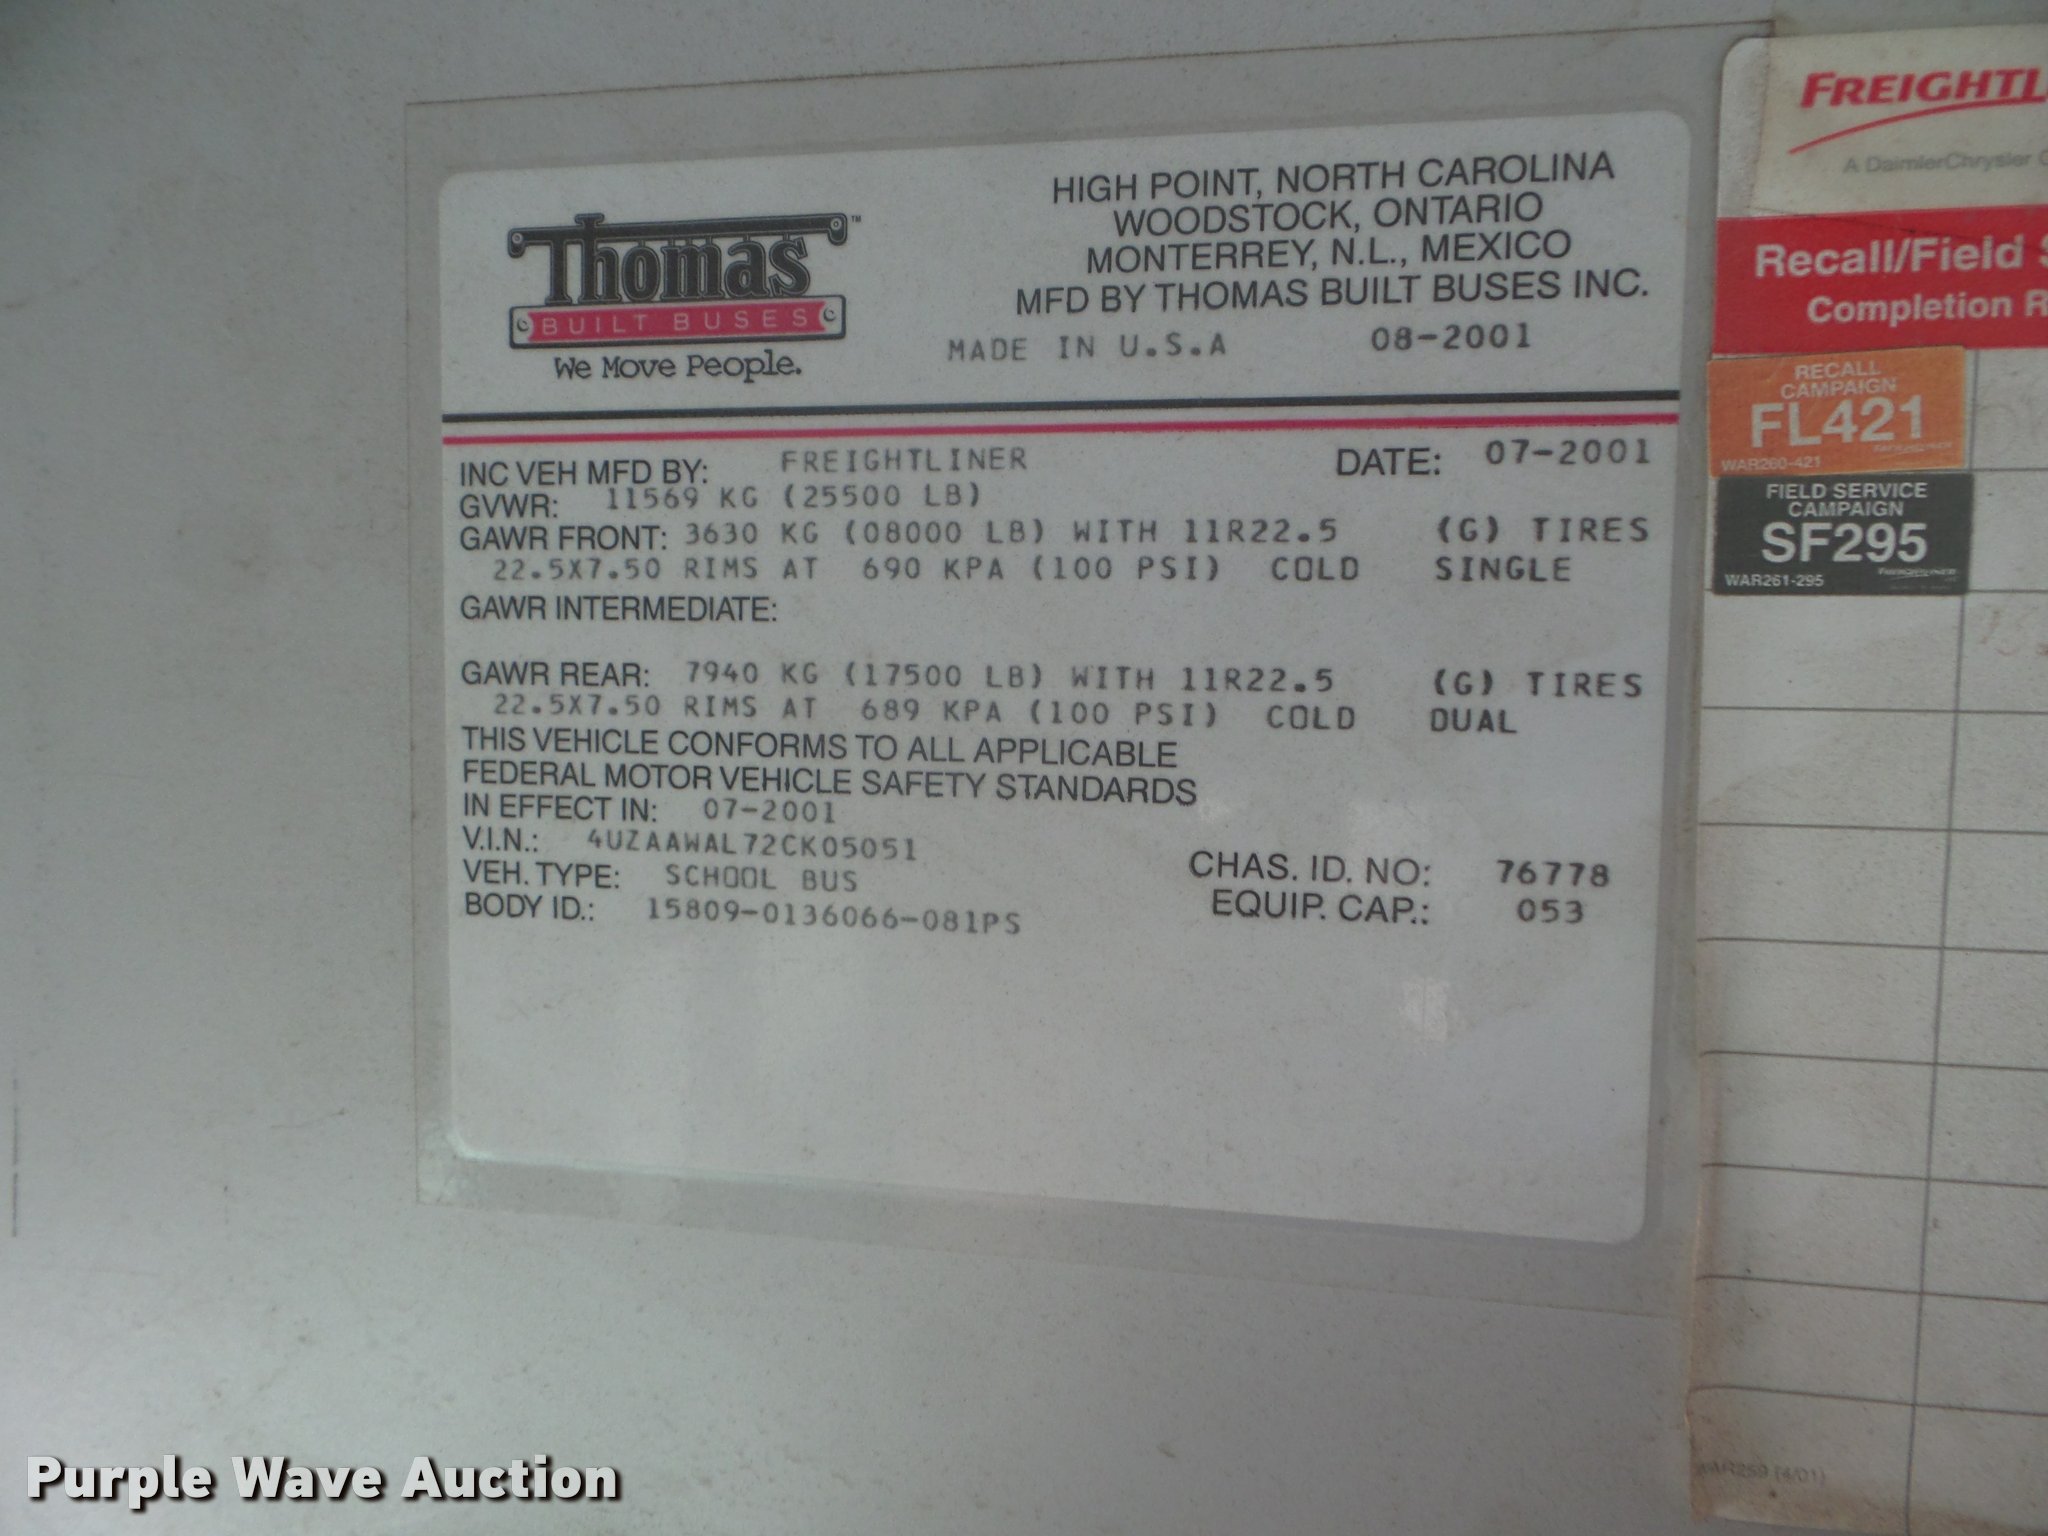 Thomas™
BUILT BUSES
We Move People.
HIGH POINT, NORTH CAROLINA
WOODSTOCK, ONTARIO
MONTERREY, N.L., MEXICO
MFD BY THOMAS BUILT BUSES INC.
MADE IN U.S.A 08-2001
INC VEH MFD BY: FREIGHTLINER DATE: 07-2001
GVWR: 11569 KG (25500 LB)
GAWR FRONT: 3630 KG (08000 LB) WITH 11R22.5 (G) TIRES
22.5X7.50 RIMS AT 690 KPA (100 PSI) COLD SINGLE
GAWR INTERMEDIATE:
GAWR REAR: 7940 KG (17500 LB) WITH 11R22.5 (G) TIRES
22.5X7.50 RIMS AT 689 KPA (100 PSI) COLD DUAL
THIS VEHICLE CONFORMS TO ALL APPLICABLE
FEDERAL MOTOR VEHICLE SAFETY STANDARDS
IN EFFECT IN: 07-2001
V.I.N.: 4UZAAWAL72CK05051
VEH. TYPE: SCHOOL BUS CHAS. ID. NO: 76778
BODY ID.: 15809-0136066-081PS EQUIP. CAP.: 053
FREIGHTL
A DaimlerChrysler C
Recall/Field S
Completion R
RECALL
CAMPAIGN
FL421
WAR260-421
FIELD SERVICE
CAMPAIGN
SF295
WAR261-295
WAR259 (4/01)
Purple Wave Auction